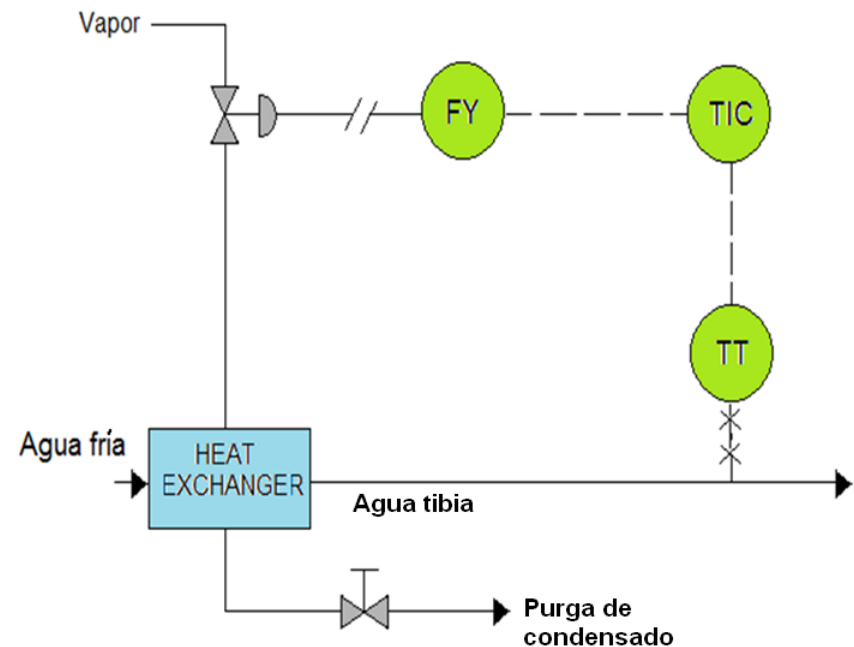 Vapor
FY
TIC
TT
Agua fría
HEAT
EXCHANGER
Agua tibia
Purga de
condensado